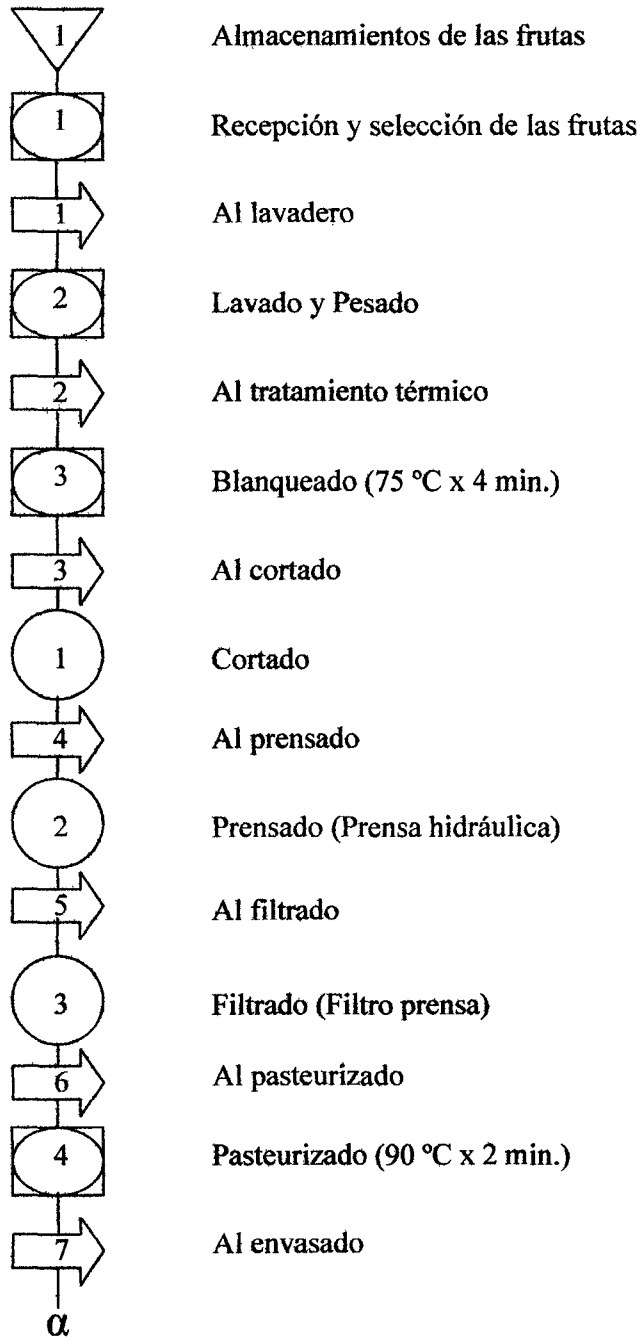 1 Almacenamientos de las frutas
1 Recepción y selección de las frutas
1 Al lavadero
2 Lavado y Pesado
2 Al tratamiento térmico
3 Blanqueado (75 ºC x 4 min.)
3 Al cortado
1 Cortado
4 Al prensado
2 Prensado (Prensa hidráulica)
5 Al filtrado
3 Filtrado (Filtro prensa)
6 Al pasteurizado
4 Pasteurizado (90 ºC x 2 min.)
7 Al envasado
α